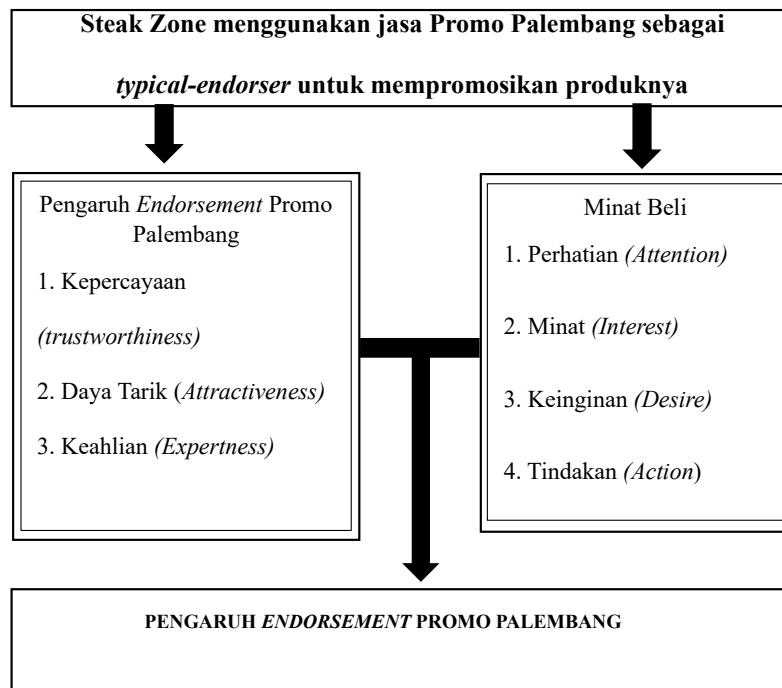 Steak Zone menggunakan jasa Promo Palembang sebagai
typical-endorser untuk mempromosikan produknya
Pengaruh Endorsement Promo
Palembang
1. Kepercayaan
(trustworthiness)
2. Daya Tarik (Attractiveness)
3. Keahlian (Expertness)
Minat Beli
1. Perhatian (Attention)
2. Minat (Interest)
3. Keinginan (Desire)
4. Tindakan (Action)
PENGARUH ENDORSEMENT PROMO PALEMBANG